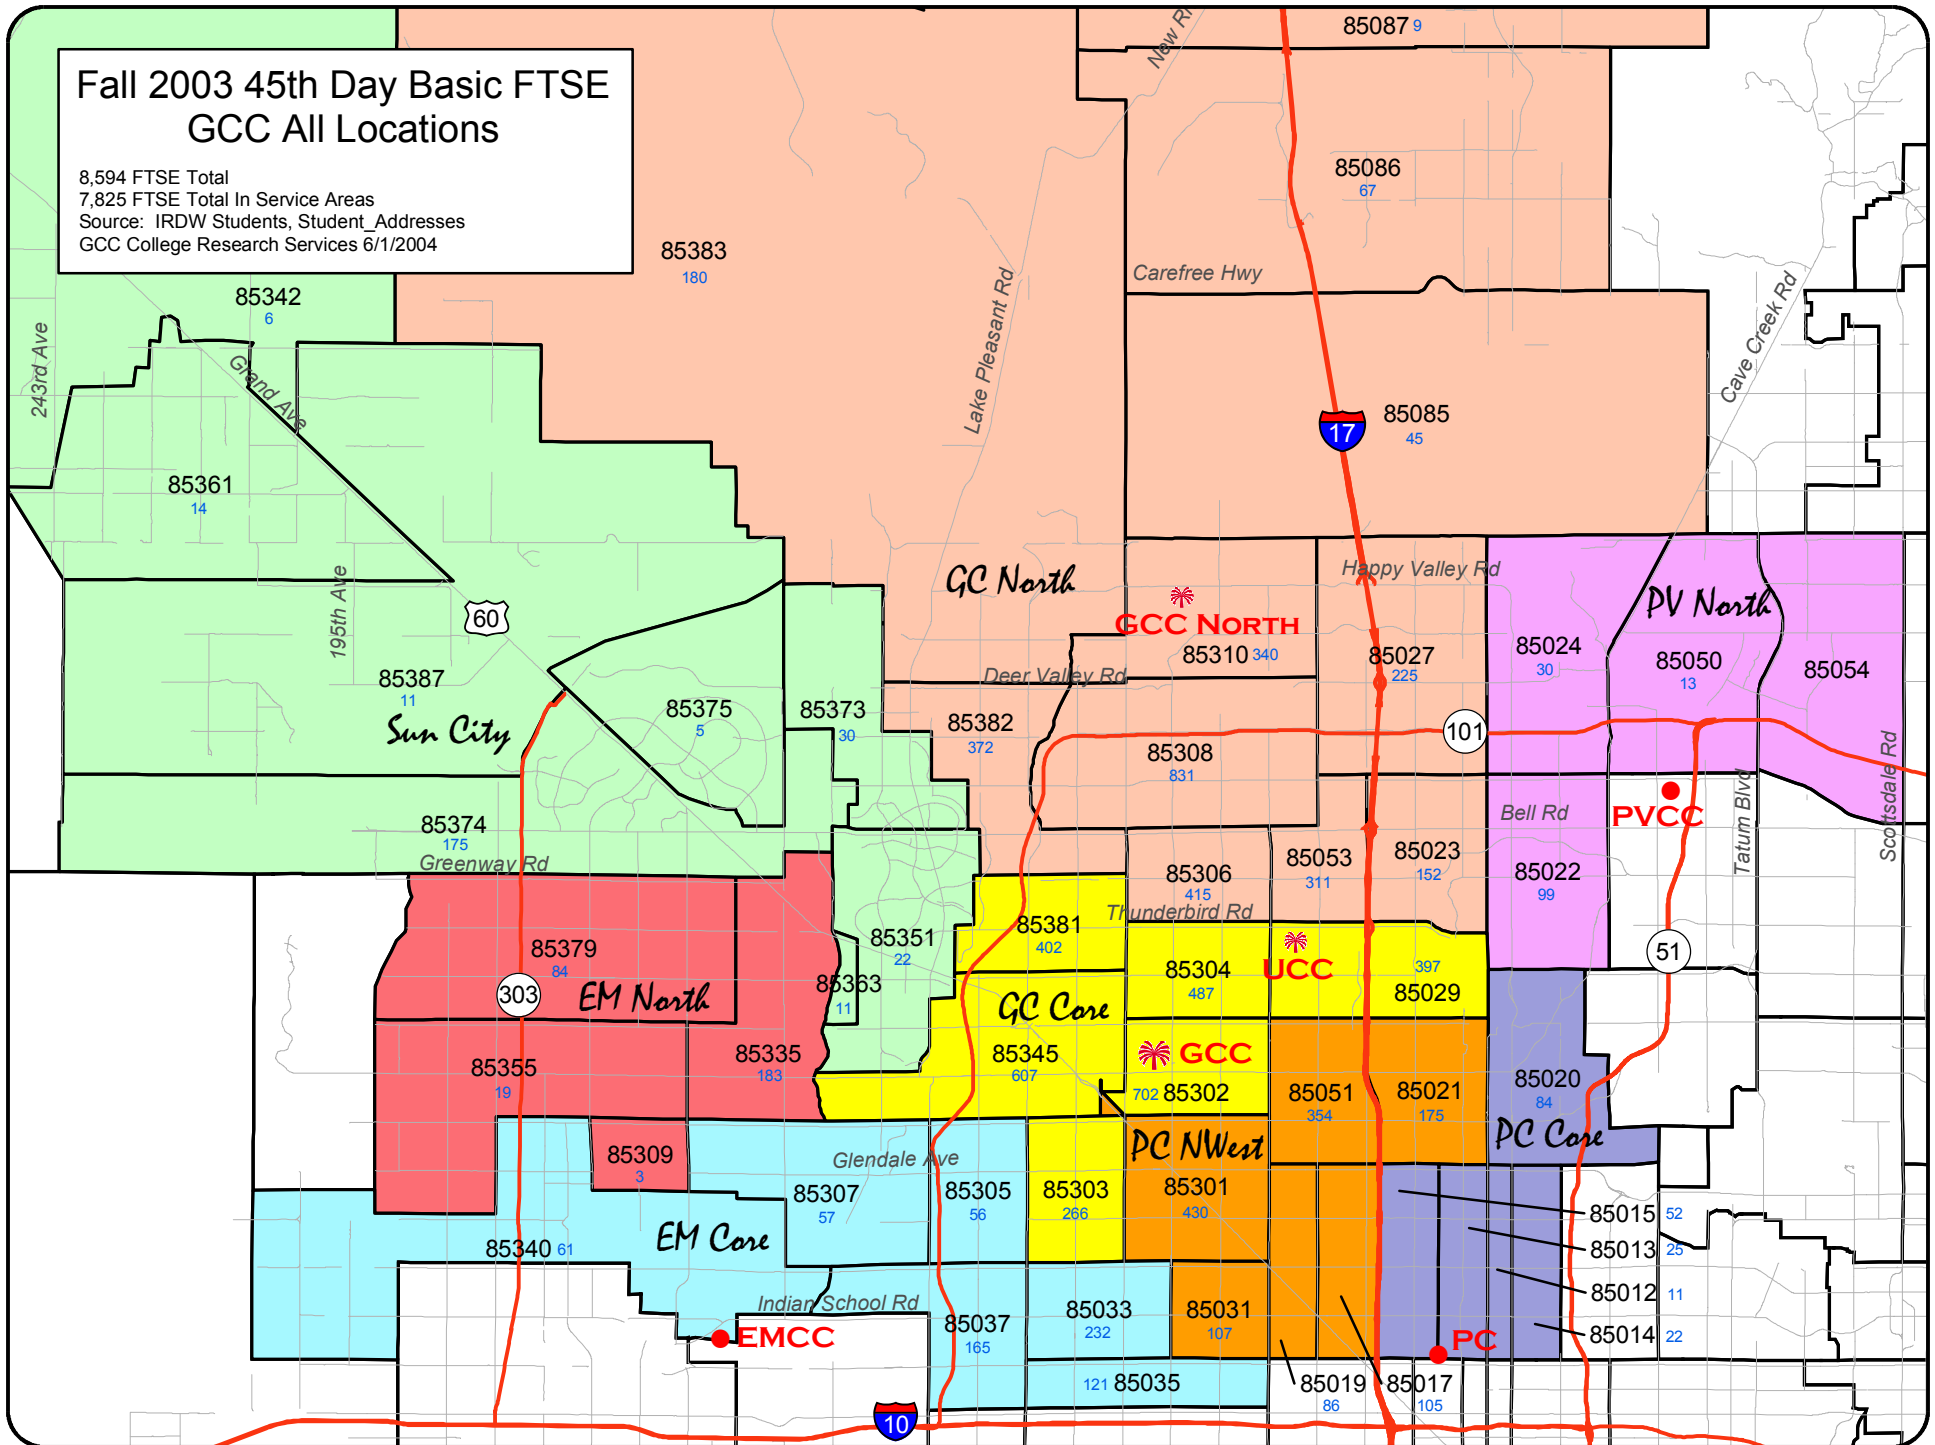 Fall 2003 45th Day Basic FTSE
GCC All Locations
8,594 FTSE Total
7,825 FTSE Total In Service Areas
Source: IRDW Students, Student_Addresses
GCC College Research Services 6/1/2004
85087 9
New Ri
85086
67
85383
180
Carefree Hwy
85342
6
243rd Ave
Grand Ave
Lake Pleasant Rd
Cave Creek Rd
17
85085
45
85361
14
195th Ave
60
GC North
Happy Valley Rd
PV North
GCC North
85310 340
85027
225
85024
30
85050
13
85054
Deer Valley Rd
85387
11
Sun City
85375
5
85373
30
85382
372
85308
831
101
Scottsdale Rd
Tatum Blvd
Bell Rd
PVCC
85374
175
Greenway Rd
85306
415
85053
311
85023
152
85022
99
Thunderbird Rd
85381
402
85379
84
303
EM North
85351
22
85363
11
85304
487
UCC
397
85029
51
GC Core
85355
19
85335
183
85345
607
GCC
702 85302
85051
354
85021
175
85020
84
PC Core
PC NWest
85309
3
Glendale Ave
85307
57
85305
56
85303
266
85301
430
85015 52
85013 25
85012 11
85014 22
85340 61
EM Core
Indian School Rd
EMCC
85037
165
85033
232
85031
107
PC
121 85035
85019
86
85017
105
10